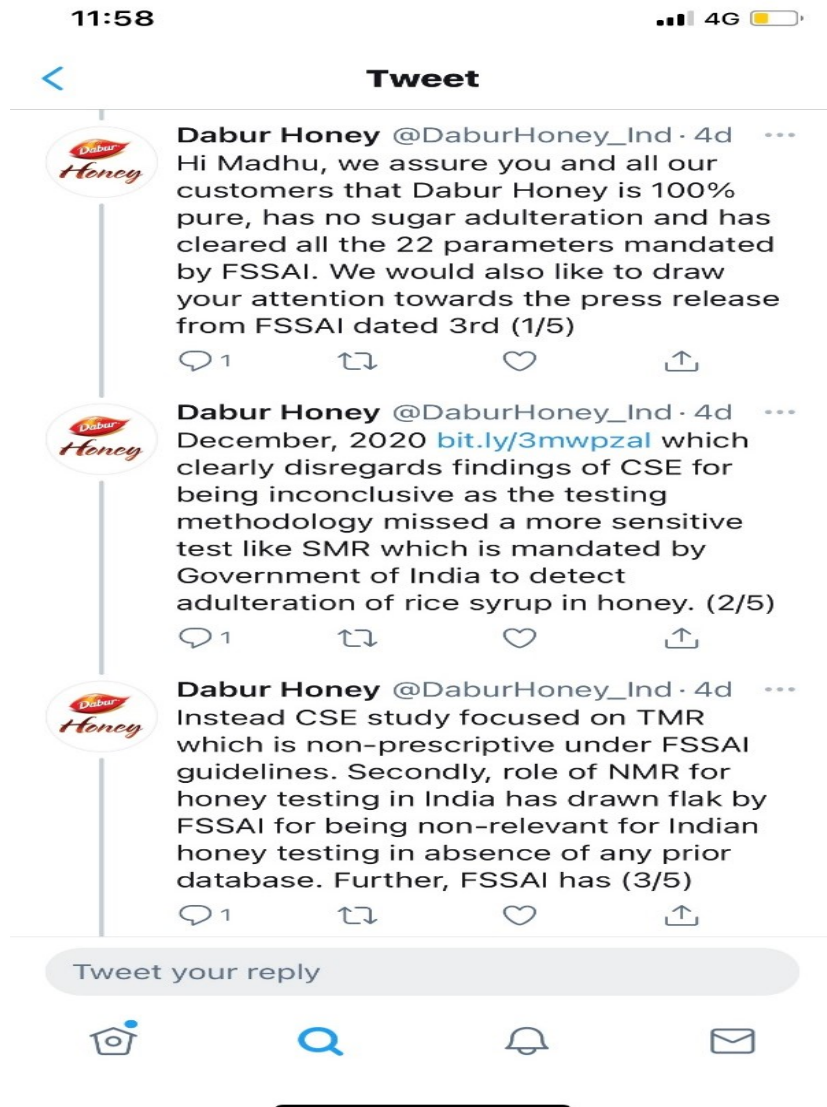 11:58
4G
Tweet
Dabur Honey @DaburHoney_Ind · 4d
Dabur
Honey
Hi Madhu, we assure you and all our
customers that Dabur Honey is 100%
pure, has no sugar adulteration and has
cleared all the 22 parameters mandated
by FSSAI. We would also like to draw
your attention towards the press release
from FSSAI dated 3rd (1/5)
1
Dabur Honey @DaburHoney_Ind · 4d
Dabur
Honey
December, 2020 bit.ly/3mwpzal which
clearly disregards findings of CSE for
being inconclusive as the testing
methodology missed a more sensitive
test like SMR which is mandated by
Government of India to detect
adulteration of rice syrup in honey. (2/5)
1
Dabur Honey @DaburHoney_Ind · 4d
Dabur
Honey
Instead CSE study focused on TMR
which is non-prescriptive under FSSAI
guidelines. Secondly, role of NMR for
honey testing in India has drawn flak by
FSSAI for being non-relevant for Indian
honey testing in absence of any prior
database. Further, FSSAI has (3/5)
1
Tweet your reply